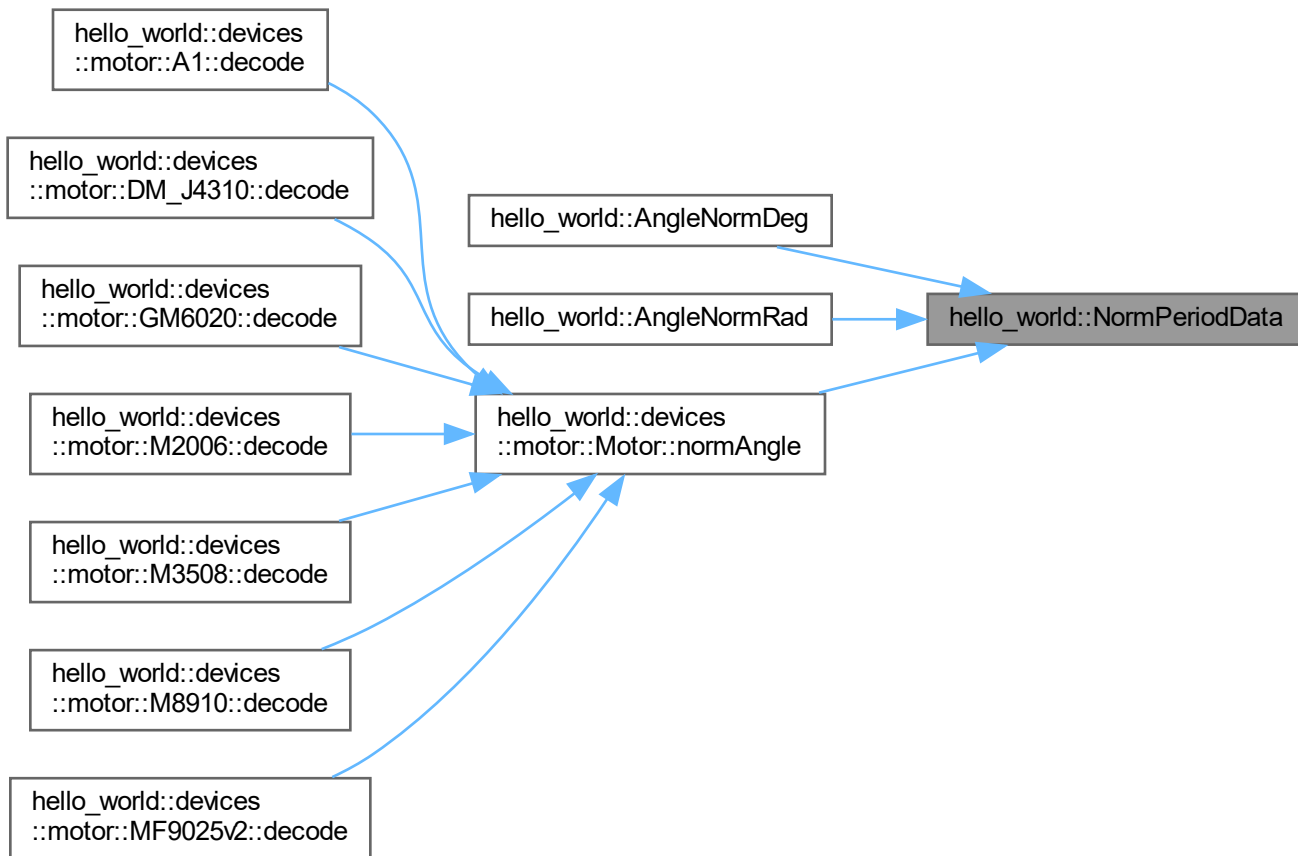 hello_world::devices
::motor::A1::decode
hello_world::devices
::motor::DM_J4310::decode
hello_world::devices
::motor::GM6020::decode
hello_world::devices
::motor::M2006::decode
hello_world::devices
::motor::M3508::decode
hello_world::devices
::motor::M8910::decode
hello_world::devices
::motor::MF9025v2::decode
hello_world::AngleNormDeg
hello_world::AngleNormRad
hello_world::devices
::motor::Motor::normAngle
hello_world::NormPeriodData